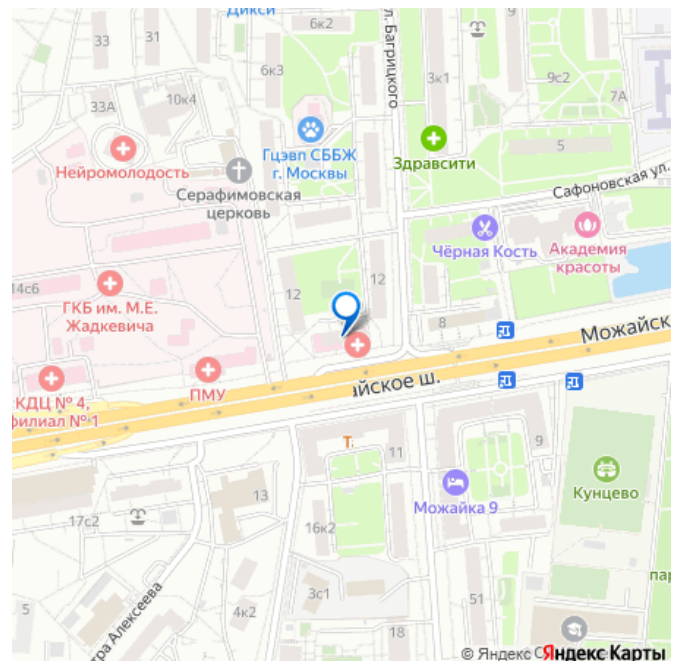 Дикси
6к2
9
33
31
ул. Багрицкого
6к3
3к1
9с2
7А
33А
10к4
Гцэвп СББЖ
г. Москвы
Здравсити
5
Нейромолодость
Серафимовская
церковь
Сафоновская ул.
Чёрная Кость
Академия
красоты
14с6
12
12
ГКБ им. М.Е.
Жадкевича
8
Можайск
КДЦ № 4,
филиал № 1
ПМУ
айское ш.
Т.
11
9
Можайка 9
Кунцево
13
17с2
16к2
пар
5
тра Алексеева
4к2
3с1
18
51
© Яндекс
Яндекс Карты